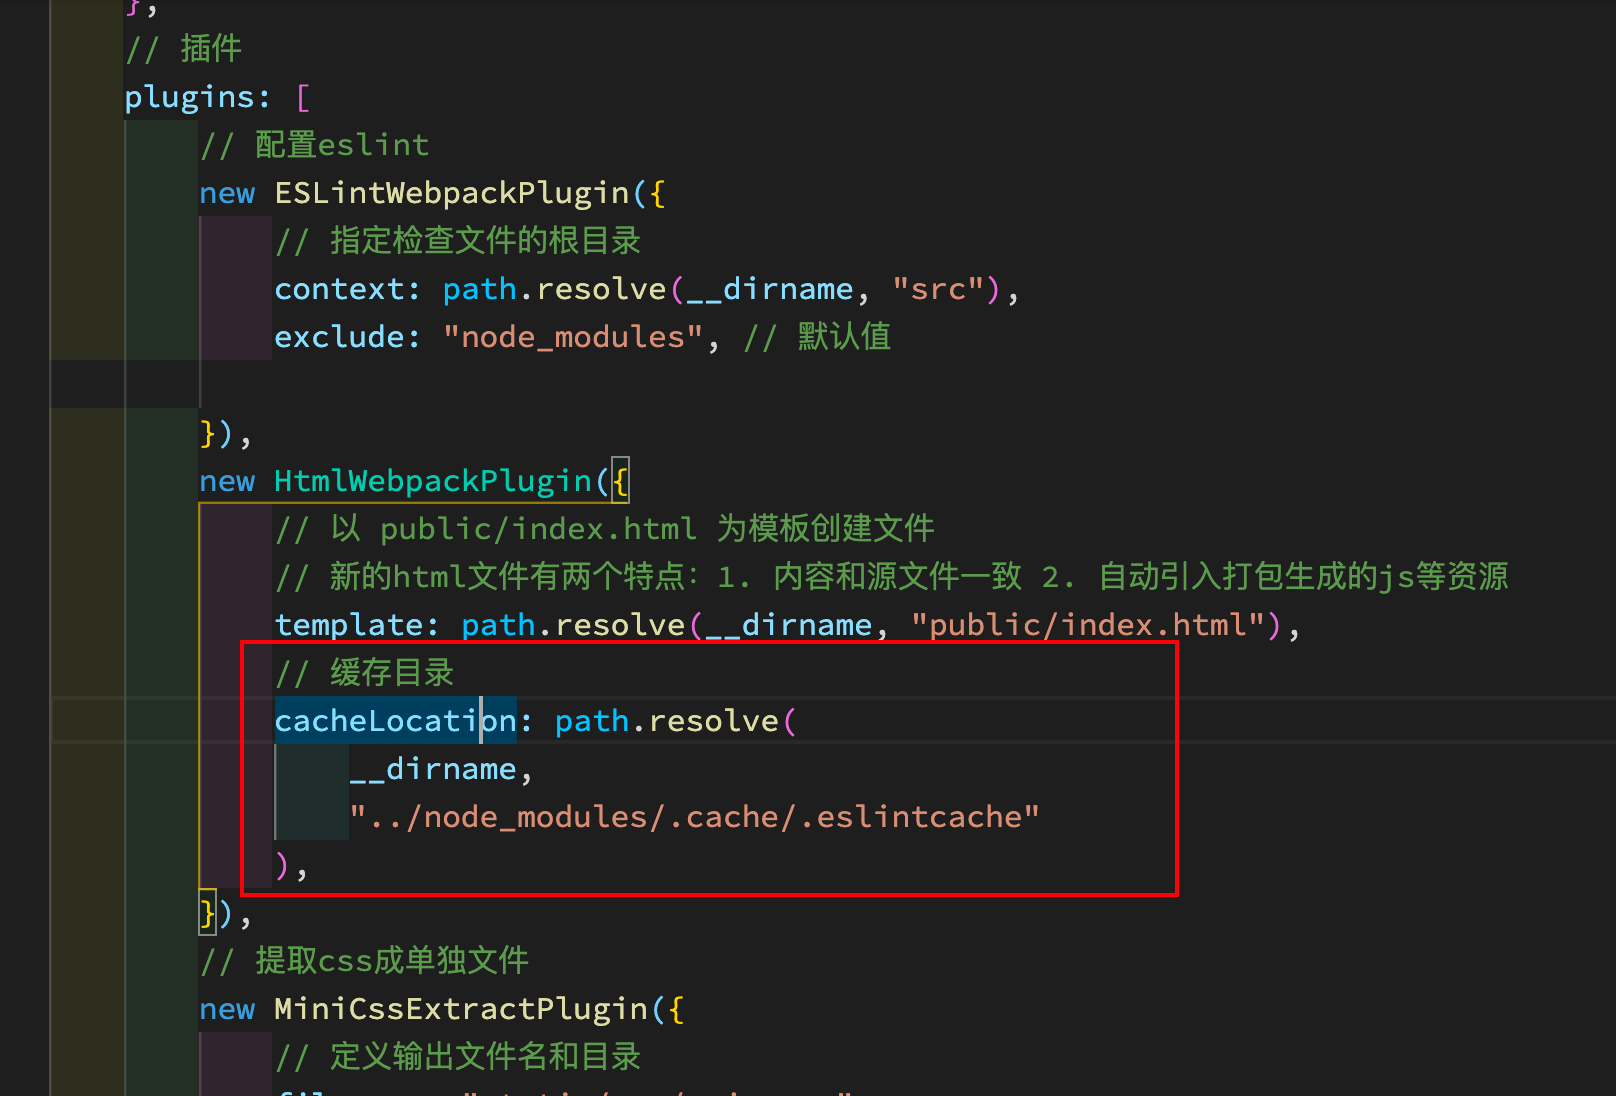 },
// 插件
plugins: [
// 配置eslint
new ESLintWebpackPlugin({
// 指定检查文件的根目录
context: path.resolve(__dirname, "src"),
exclude: "node_modules", // 默认值
}),
new HtmlWebpackPlugin({
// 以 public/index.html 为模板创建文件
// 新的html文件有两个特点：1. 内容和源文件一致 2. 自动引入打包生成的js等资源
template: path.resolve(__dirname, "public/index.html"),
// 缓存目录
cacheLocation: path.resolve(
__dirname,
"../node_modules/.cache/.eslintcache"
),
}),
// 提取css成单独文件
new MiniCssExtractPlugin({
// 定义输出文件名和目录